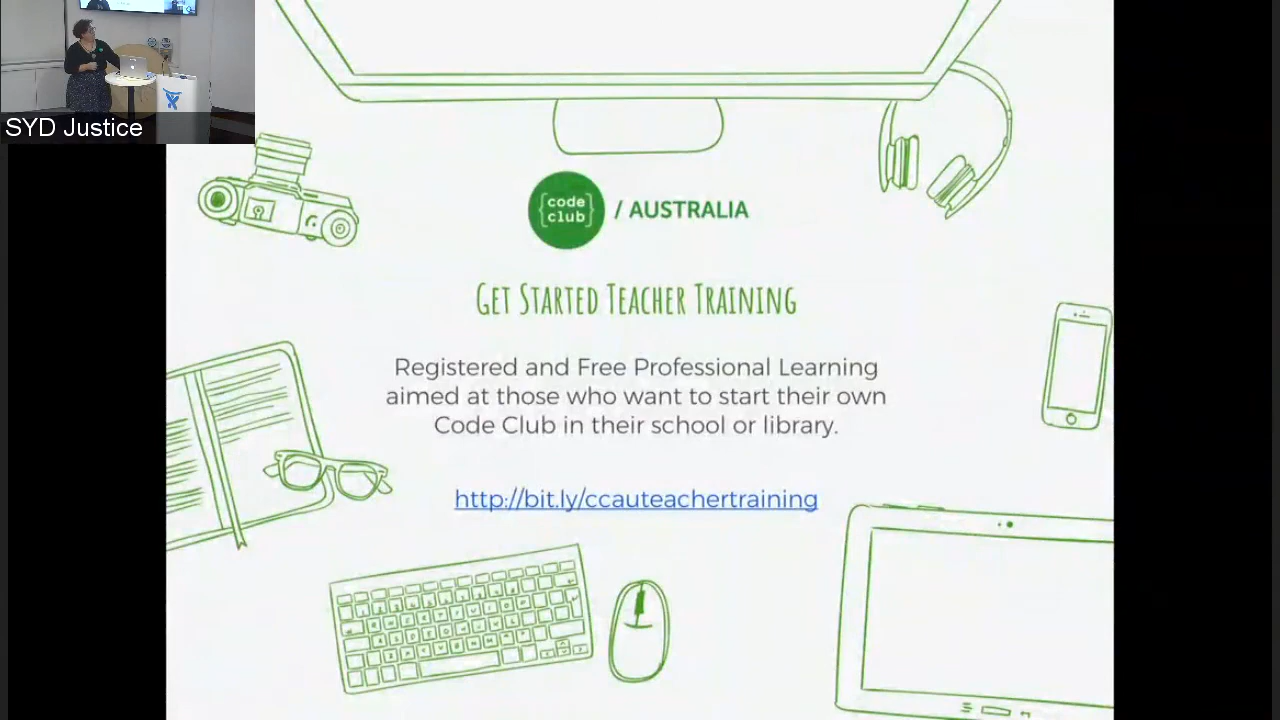 SYD Justice
{code club} / AUSTRALIA
GET STARTED TEACHER TRAINING
Registered and Free Professional Learning
aimed at those who want to start their own
Code Club in their school or library.
http://bit.ly/ccauteachertraining